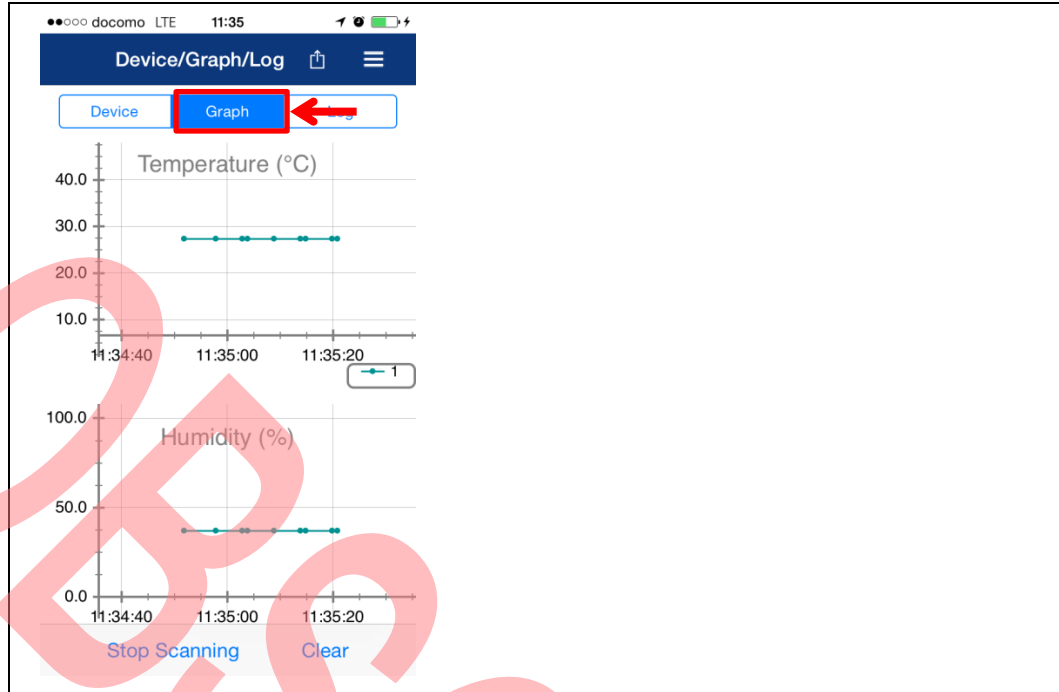 docomo LTE 11:35
Device/Graph/Log
Device Graph Log
Temperature (°C)
40.0
30.0
20.0
10.0
11:34:40 11:35:00 11:35:20
1
100.0
Humidity (%)
50.0
0.0
11:34:40 11:35:00 11:35:20
Stop Scanning Clear